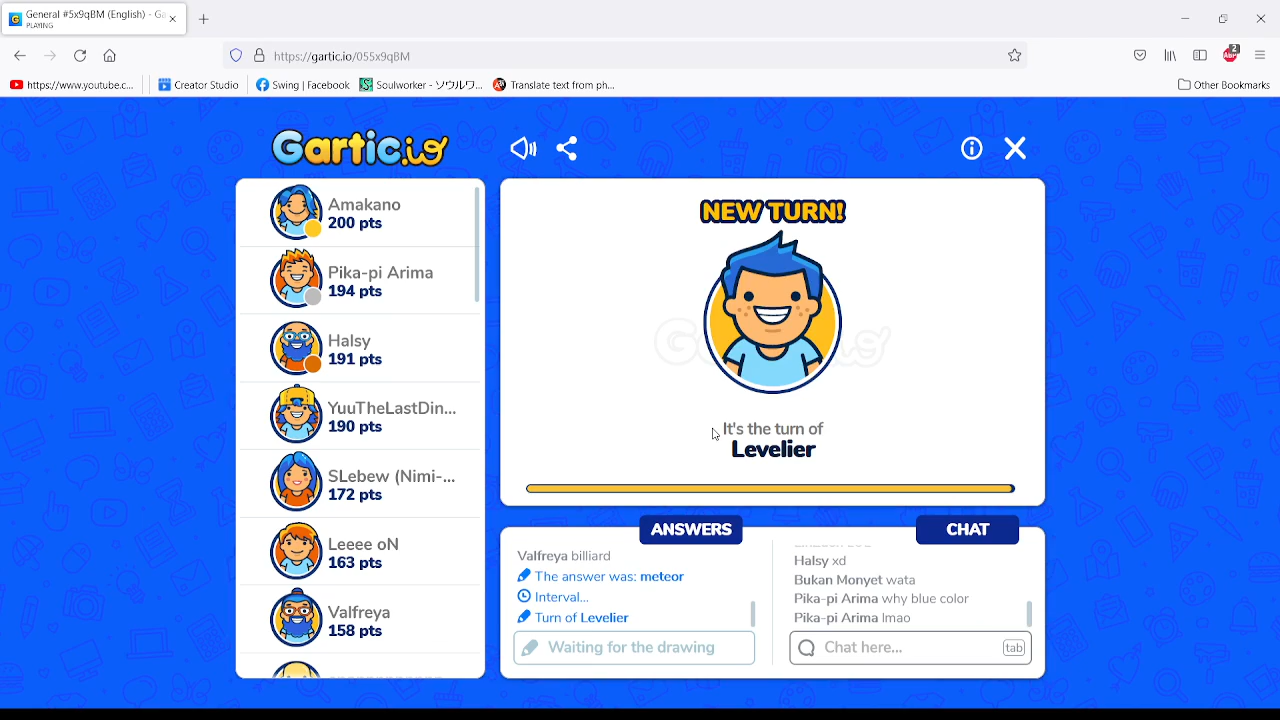 General #5x9qBM (English) - Ga
PLAYING
https://gartic.io/055x9qBM
2
https://www.youtube.c...
Creator Studio
Swing | Facebook
Soulworker - ソウルワ...
Translate text from ph...
Other Bookmarks
Gartic.io
Amakano
200 pts
Pika-pi Arima
194 pts
Halsy
191 pts
YuuTheLastDin...
190 pts
SLebew (Nimi-...
172 pts
Leeee oN
163 pts
Valfreya
158 pts
NEW TURN!
It's the turn of
Levelier
ANSWERS
Valfreya billiard
The answer was: meteor
Interval...
Turn of Levelier
Waiting for the drawing
CHAT
Halsy xd
Bukan Monyet wata
Pika-pi Arima why blue color
Pika-pi Arima lmao
Chat here...
tab